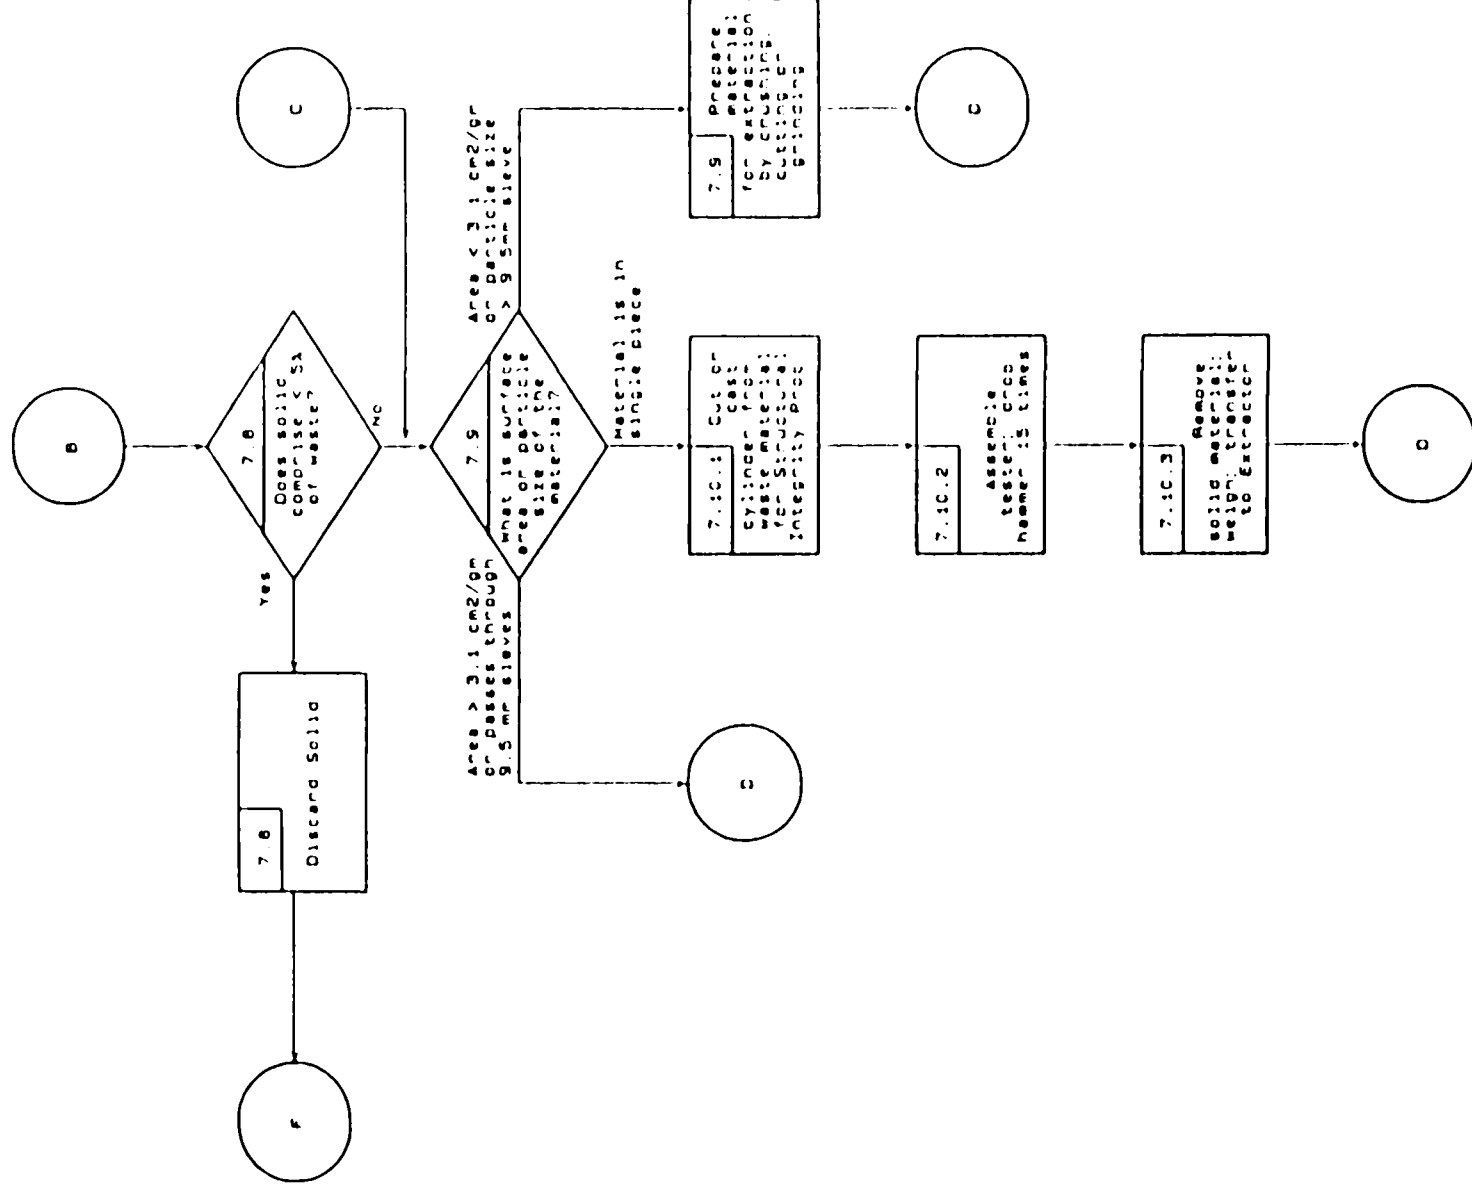 B
C
7.8
Does solid
comprise < 5%
of waste?
Yes
No
7.8
Discard Solid
F
7.9
What is surface
area or particle
size of the
material?
Area > 3.1 cm2/gm
or passes through
9.5 mm sieves
Area < 3.1 cm2/gr
or particle size
> 9.5mm sieve
Material is in
single piece
D
7.10.1 Cut or
cast
cylinder from
waste material
for Structural
Integrity Proc
7.9 Prepare
material
for extraction
by crushing,
cutting or
grinding
D
7.10.2
Assemble
tester; drop
hammer 15 times
7.10.3
Remove
solid material;
weigh; transfer
to Extractor
D